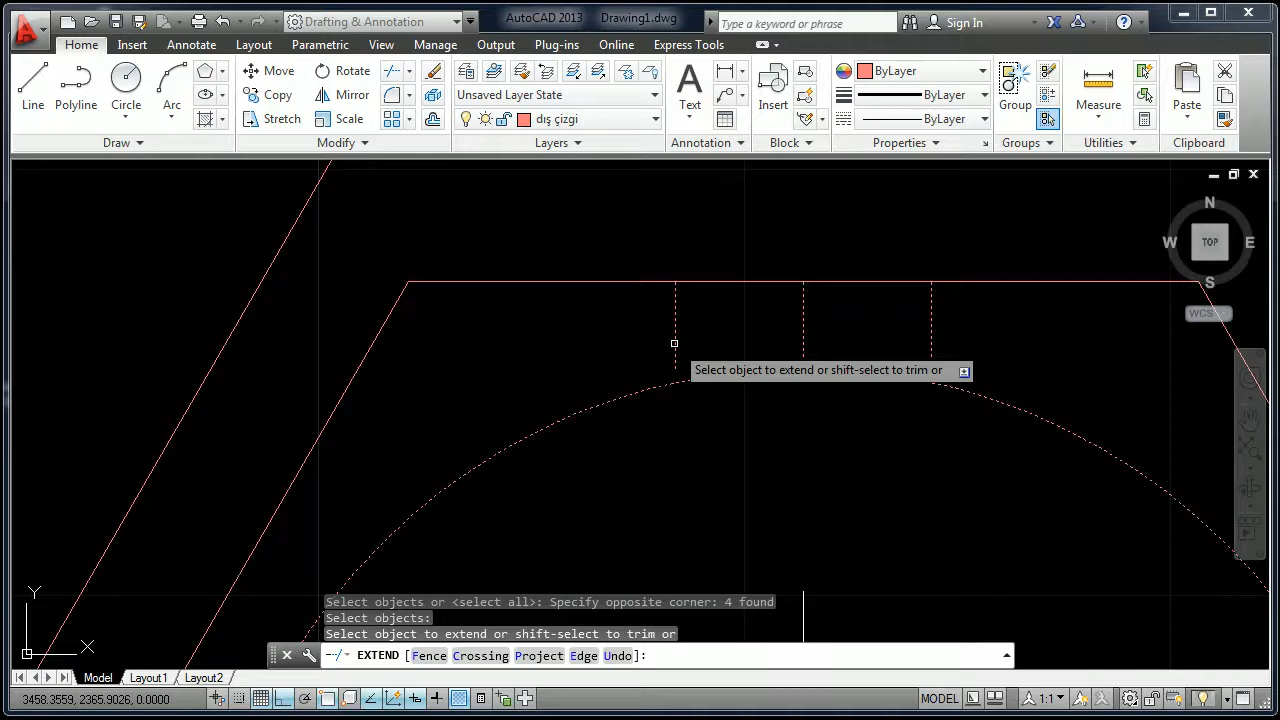 Drafting & Annotation
AutoCAD 2013 Drawing1.dwg
Type a keyword or phrase
Sign In
Home Insert Annotate Layout Parametric View Manage Output Plug-ins Online Express Tools
Line
Polyline
Circle
Arc
Move
Rotate
Copy
Mirror
Stretch
Scale
Unsaved Layer State
dış çizgi
Text
Insert
ByLayer
ByLayer
ByLayer
Group
Measure
Paste
Draw
Modify
Layers
Annotation
Block
Properties
Groups
Utilities
Clipboard
N
W TOP E
S
WCS
Select object to extend or shift-select to trim or
Y
X
Select objects or <select all>: Specify opposite corner: 4 found
Select objects:
Select object to extend or shift-select to trim or
EXTEND [Fence Crossing Project Edge Undo]:
Model Layout1 Layout2
3458.3559, 2365.9026, 0.0000
MODEL
1:1